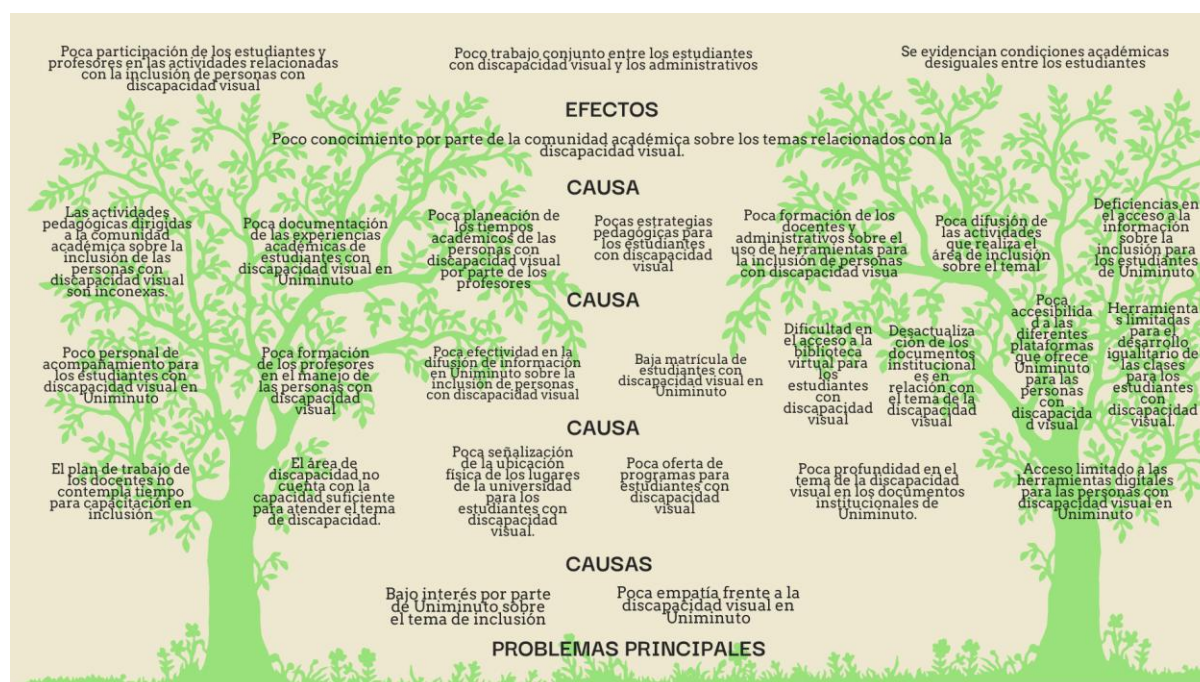 Poca participación de los estudiantes y
profesores en las actividades relacionadas
con la inclusión de personas con
discapacidad visual
Poco trabajo conjunto entre los estudiantes
con discapacidad visual y los administrativos
Se evidencian condiciones académicas
desiguales entre los estudiantes
EFECTOS
Poco conocimiento por parte de la comunidad académica sobre los temas relacionados con la
discapacidad visual.
CAUSA
Las actividades
pedagógicas dirigidas
a la comunidad
académica sobre la
inclusión de las
personas con
discapacidad visual
son inconexas.
Poca documentación
de las experiencias
académicas de
estudiantes con
discapacidad visual en
Uniminuto
Poca planeación de
los tiempos
académicos de las
personas con
discapacidad visual
por parte de los
profesores
Pocas estrategias
pedagógicas para
los estudiantes
con discapacidad
visual
Poca formación de los
docentes y
administrativos sobre el
uso de herramientas para
la inclusión de personas
con discapacidad visua
Poca difusión de
las actividades
que realiza el
área de inclusión
sobre el temal
Deficiencias en
el acceso a la
información
sobre la
inclusión para
los estudiantes
de Uniminuto
CAUSA
Poco personal de
acompañamiento para
los estudiantes con
discapacidad visual en
Uniminuto
Poca formación
de los profesores
en el manejo de
las personas con
discapacidad
visual
Poca efectividad en la
difusión de información
en Uniminuto sobre la
inclusión de personas
con discapacidad visual
Baja matrícula de
estudiantes con
discapacidad visual en
Uniminuto
Dificultad en
el acceso a la
biblioteca
virtual para
los
estudiantes
con
discapacidad
visual
Desactualiza
ción de los
documentos
institucional
es en
relación con
el tema de la
discapacidad
visual
Poca
accesibilida
d a las
diferentes
plataformas
que ofrece
Uniminuto
para las
personas
con
discapacida
d visual
Herramienta
s limitadas
para el
desarrollo
igualitario de
las clases
para los
estudiantes
con
discapacidad
visual.
CAUSA
El plan de trabajo de
los docentes no
contempla tiempo
para capacitación en
inclusión
El área de
discapacidad no
cuenta con la
capacidad suficiente
para atender el tema
de discapacidad.
Poca señalización
de la ubicación
física de los lugares
de la universidad
para los
estudiantes con
discapacidad
visual.
Poca oferta de
programas para
estudiantes con
discapacidad
visual
Poca profundidad en el
tema de la discapacidad
visual en los documentos
institucionales de
Uniminuto.
Acceso limitado a las
herramientas digitales
para las personas con
discapacidad visual en
Uniminuto
CAUSAS
Bajo interés por parte
de Uniminuto sobre
el tema de inclusión
Poca empatía frente a la
discapacidad visual en
Uniminuto
PROBLEMAS PRINCIPALES